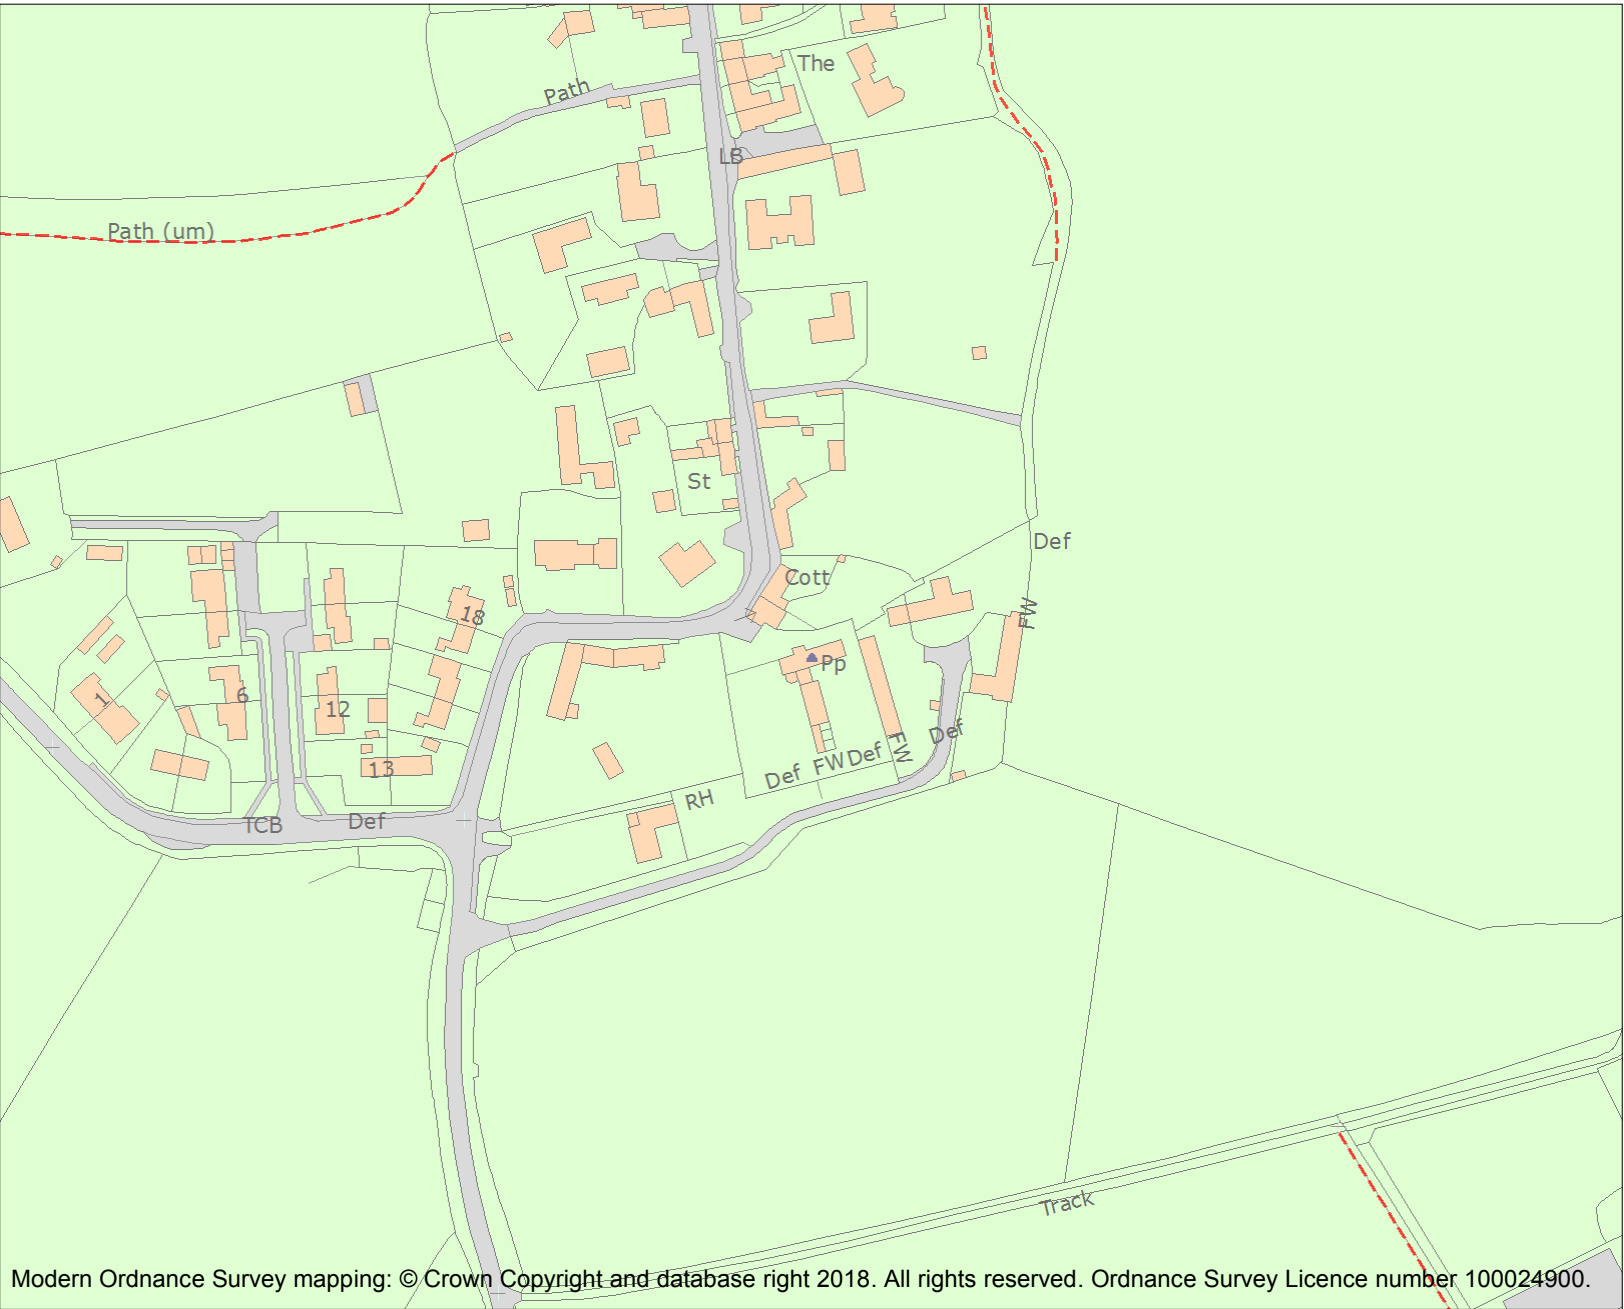 The
Path
LB
Path (um)
St
Def
Cott
FW
18
Pp
1
6
12
Def
FW
Def
FW
Def
13
RH
TCB
Def
Track
Modern Ordnance Survey mapping: © Crown Copyright and database right 2018. All rights reserved. Ordnance Survey Licence number 100024900.